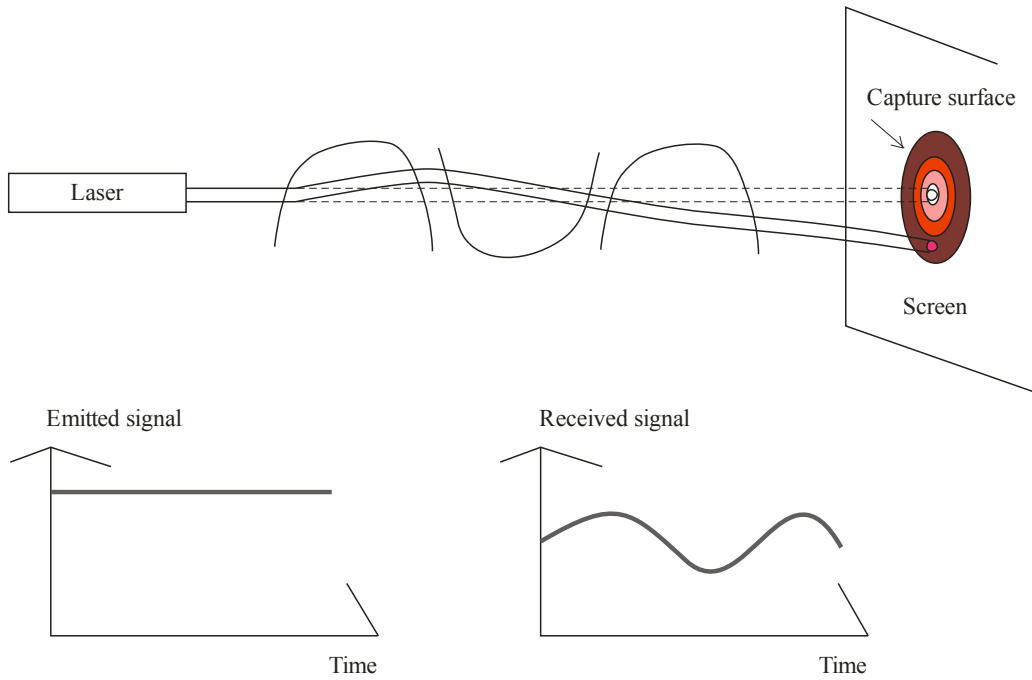 Capture surface
Laser
Screen
Emitted signal
Received signal
Time
Time